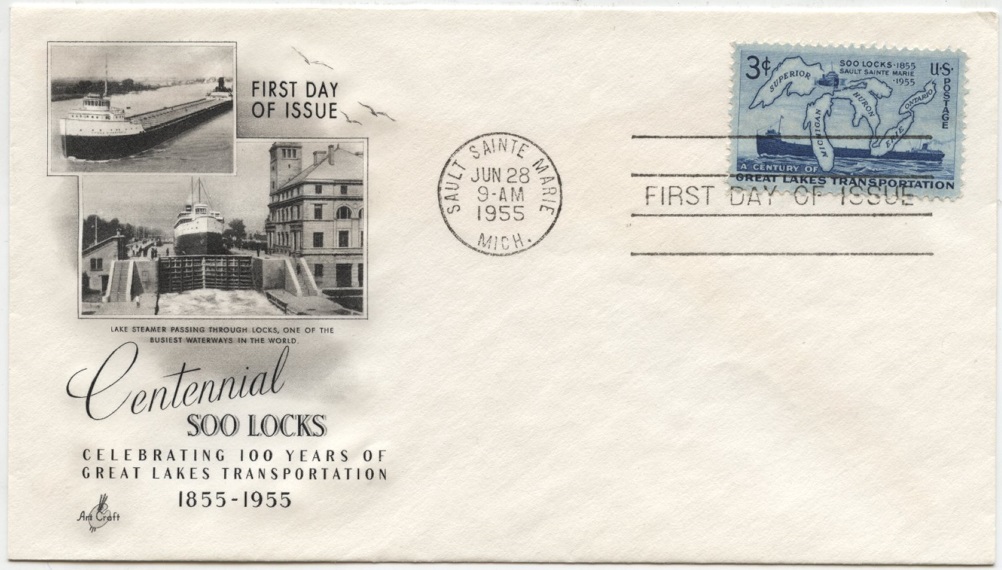 FIRST DAY
OF ISSUE
LAKE STEAMER PASSING THROUGH LOCKS, ONE OF THE
BUSIEST WATERWAYS IN THE WORLD.
Centennial
SOO LOCKS
CELEBRATING 100 YEARS OF
GREAT LAKES TRANSPORTATION
1855-1955
Art Craft
SAULT SAINTE MARIE
JUN 28
9-AM
1955
MICH.
3¢
SOO LOCKS·1855
SAULT SAINTE MARIE
·1955
U·S·
POSTAGE
SUPERIOR
MICHIGAN
HURON
ERIE
ONTARIO
A CENTURY OF
GREAT LAKES TRANSPORTATION
FIRST DAY OF ISSUE